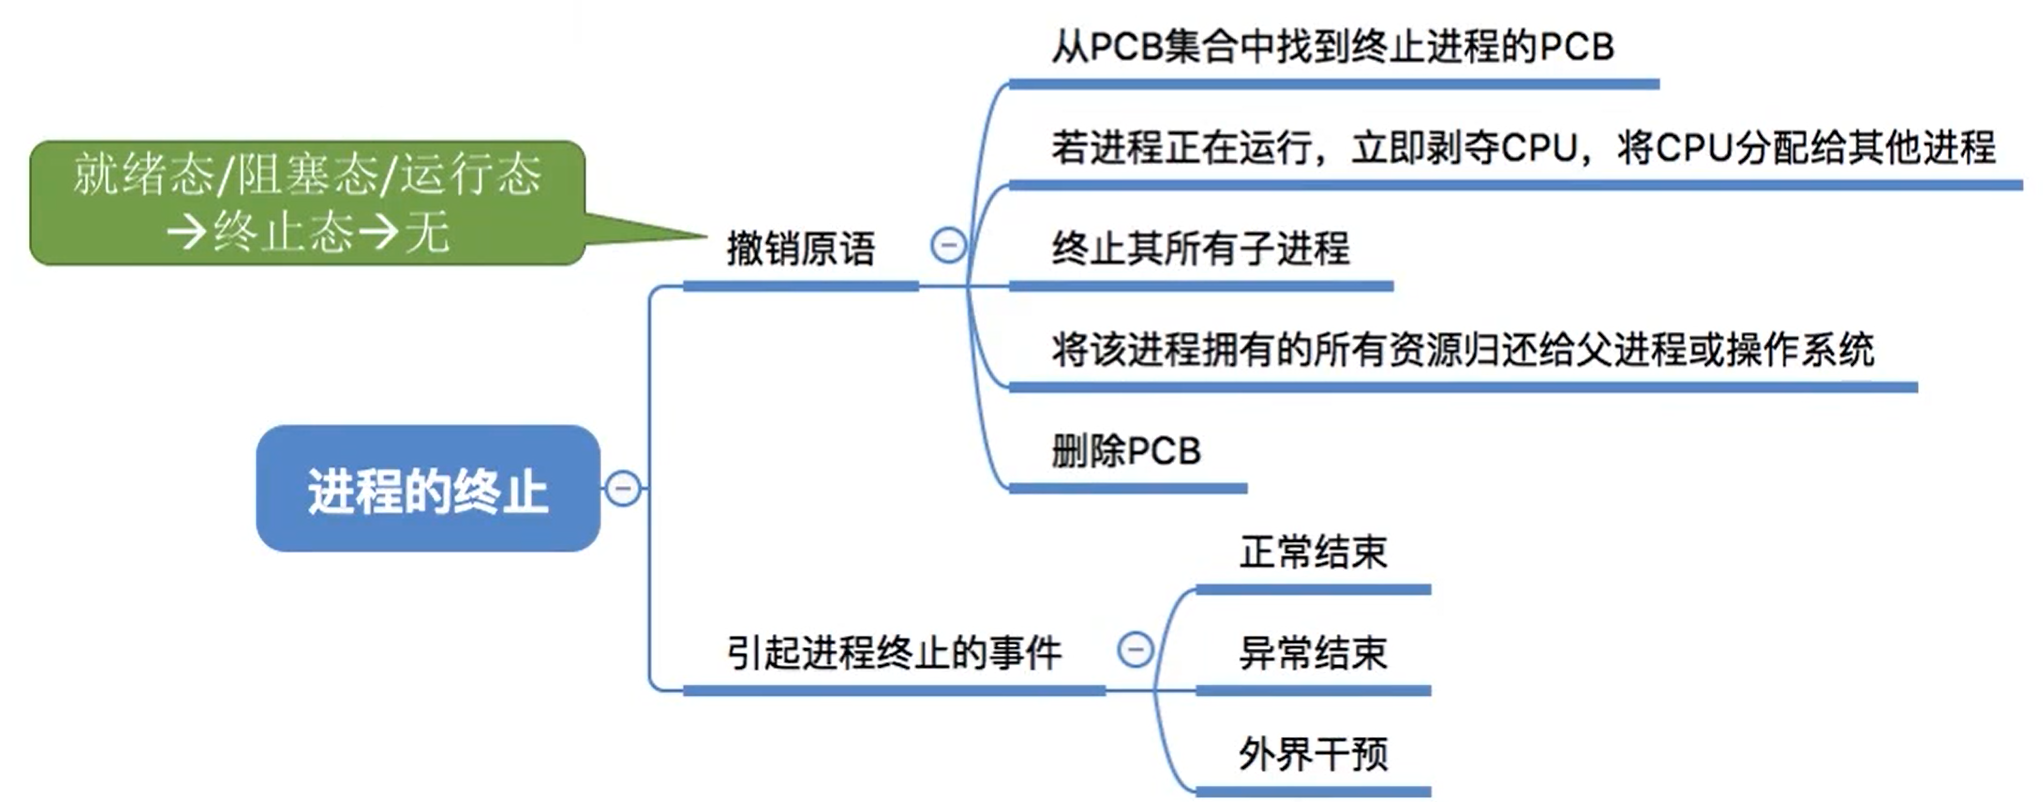 从PCB集合中找到终止进程的PCB
若进程正在运行，立即剥夺CPU，将CPU分配给其他进程
就绪态/阻塞态/运行态
→终止态→无
撤销原语
终止其所有子进程
将该进程拥有的所有资源归还给父进程或操作系统
删除PCB
进程的终止
正常结束
引起进程终止的事件
异常结束
外界干预